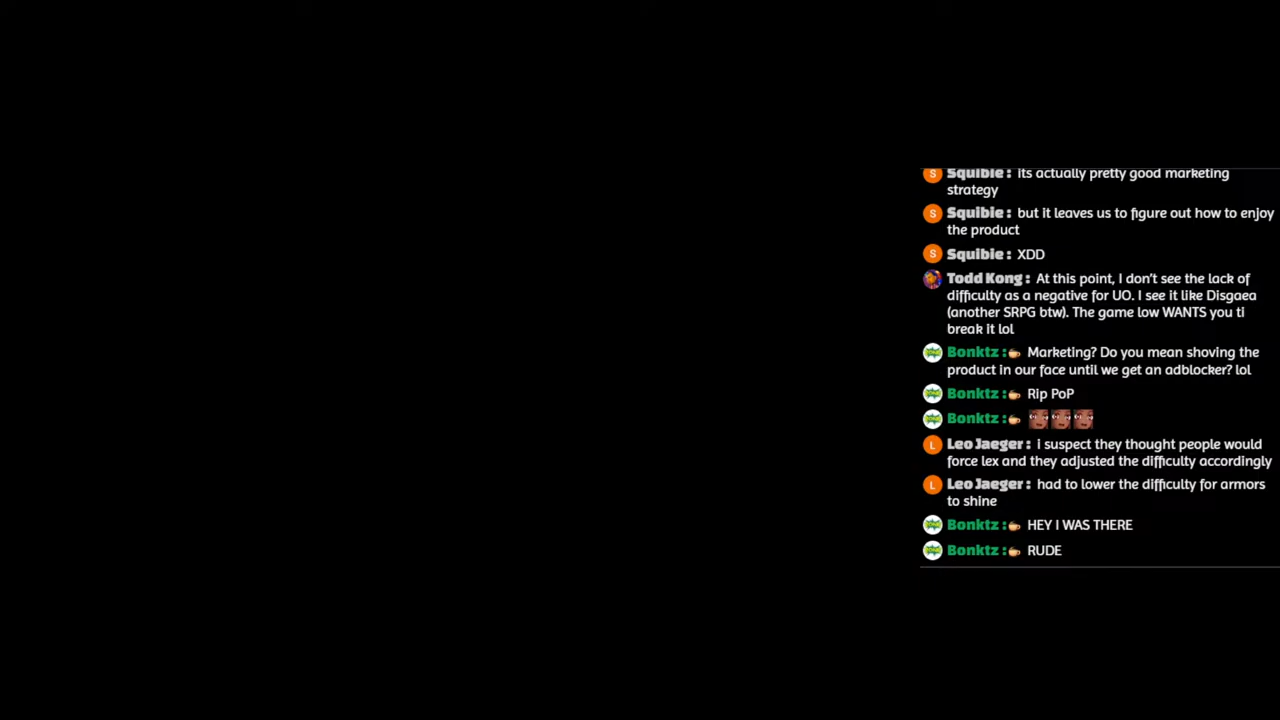 S Squibie : its actually pretty good marketing
strategy
S Squibie : but it leaves us to figure out how to enjoy
the product
S Squibie : XDD
Todd Kong : At this point, I don't see the lack of
difficulty as a negative for UO. I see it like Disgaea
(another SRPG btw). The game low WANTS you ti
break it lol
Bonktz : Marketing? Do you mean shoving the
product in our face until we get an adblocker? lol
Bonktz : Rip PoP
Bonktz :
L Leo Jaeger : i suspect they thought people would
force lex and they adjusted the difficulty accordingly
L Leo Jaeger : had to lower the difficulty for armors
to shine
Bonktz : HEY I WAS THERE
Bonktz : RUDE